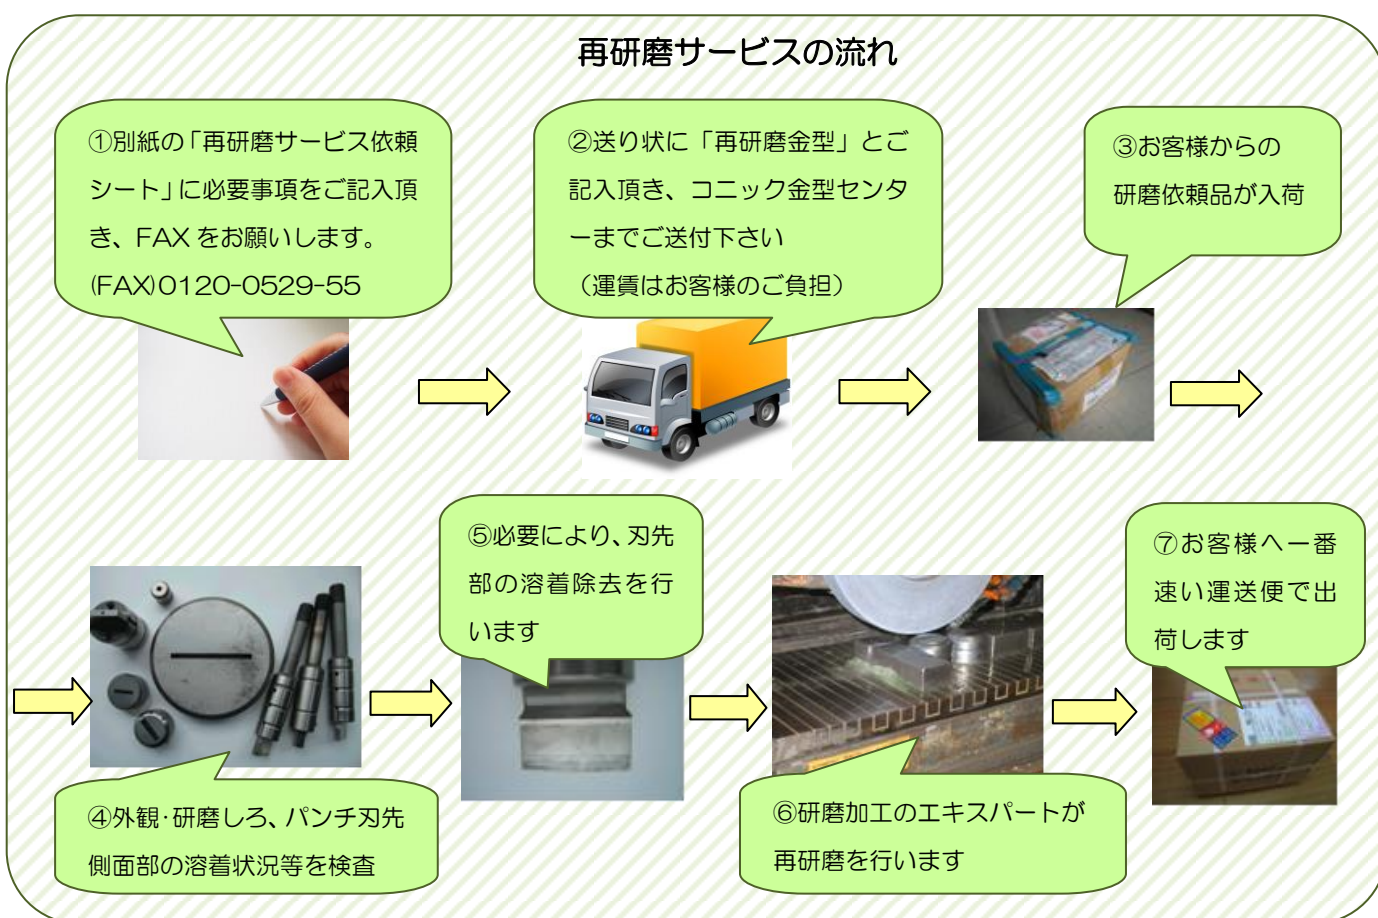 再研磨サービスの流れ
①別紙の「再研磨サービス依頼
シート」に必要事項をご記入頂
き、FAX をお願いします。
(FAX)0120-0529-55
②送り状に「再研磨金型」とご
記入頂き、コニック金型センタ
ーまでご送付下さい
（運賃はお客様のご負担）
③お客様からの
研磨依頼品が入荷
④外観･研磨しろ、パンチ刃先
側面部の溶着状況等を検査
⑤必要により、刃先
部の溶着除去を行
います
⑥研磨加工のエキスパートが
再研磨を行います
⑦お客様へ一番
速い運送便で出
荷します